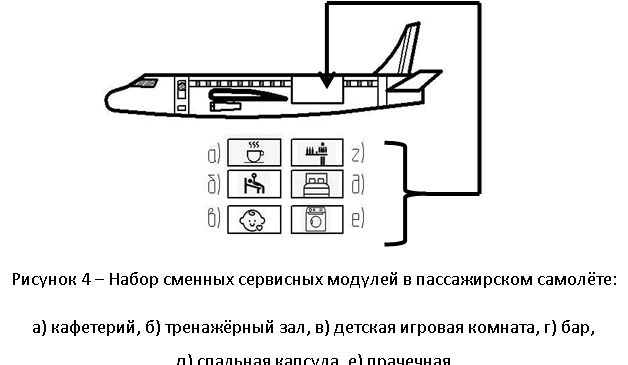 а) г)
б) д)
в) е)
Рисунок 4 – Набор сменных сервисных модулей в пассажирском самолёте:
а) кафетерий, б) тренажёрный зал, в) детская игровая комната, г) бар,
д) спальная капсула, е) прачечная